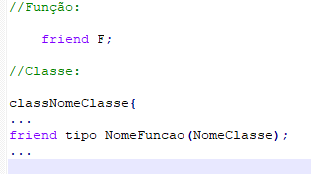 //Função:
friend F;
//Classe:
classNomeClasse{
...
friend tipo NomeFuncao(NomeClasse);
...